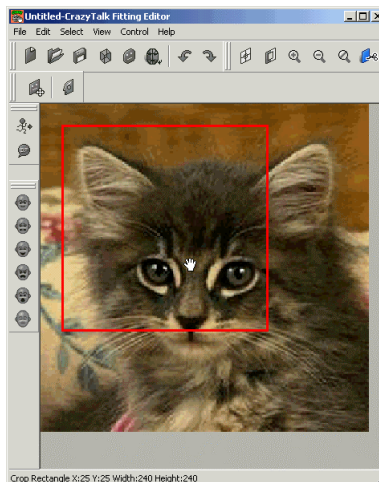 Untitled-CrazyTalk Fitting Editor
File Edit Select View Control Help
Crop Rectangle X:25 Y:25 Width:240 Height:240